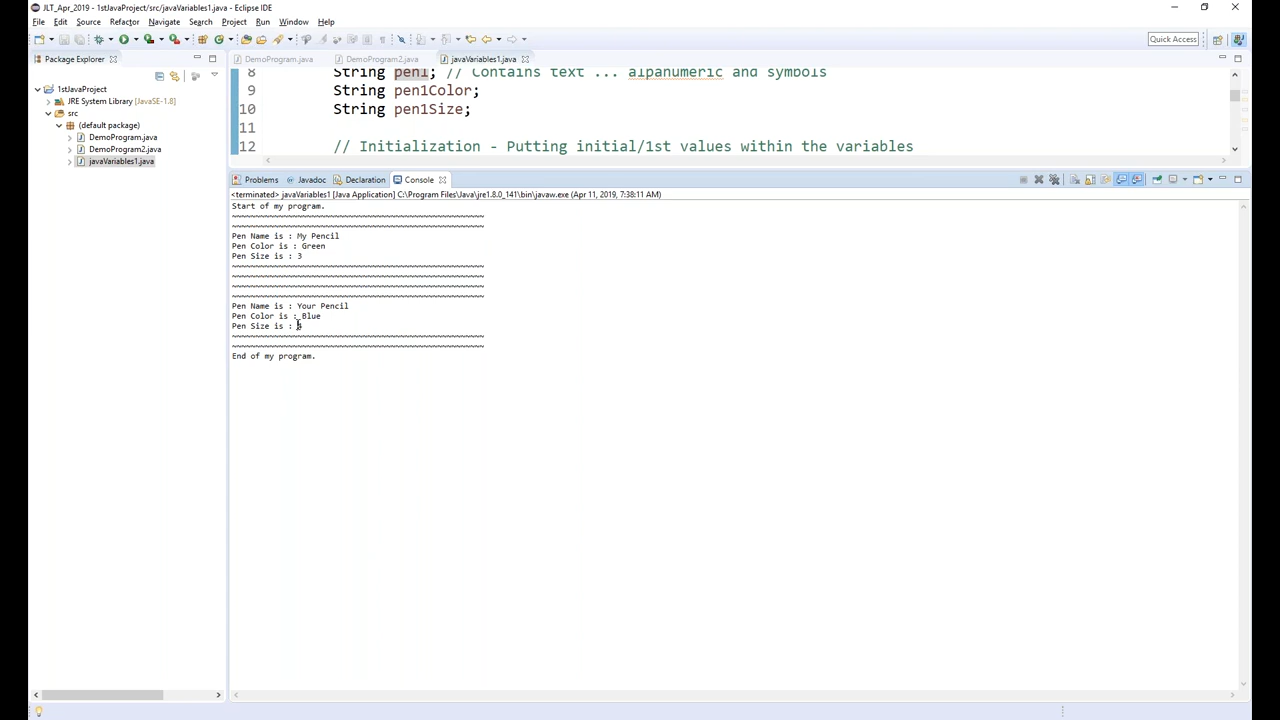 JLT_Apr_2019 - 1stJavaProject/src/javaVariables1.java - Eclipse IDE
File Edit Source Refactor Navigate Search Project Run Window Help
Quick Access
Package Explorer
DemoProgram.java DemoProgram2.java javaVariables1.java
1stJavaProject
JRE System Library [JavaSE-1.8]
src
(default package)
DemoProgram.java
DemoProgram2.java
javaVariables1.java
8 String pen1; // Contains text ... alpanumeric and symbols
9 String pen1Color;
10 String pen1Size;
11
12 // Initialization - Putting initial/1st values within the variables
Problems Javadoc Declaration Console
<terminated> javaVariables1 [Java Application] C:\Program Files\Java\jre1.8.0_141\bin\javaw.exe (Apr 11, 2019, 7:38:11 AM)
Start of my program.
~~~~~~~~~~~~~~~~~~~~~~~~~~~~~~~~~~~~~~~~~~~~~~~~~~~~~~
~~~~~~~~~~~~~~~~~~~~~~~~~~~~~~~~~~~~~~~~~~~~~~~~~~~~~~
Pen Name is : My Pencil
Pen Color is : Green
Pen Size is : 3
~~~~~~~~~~~~~~~~~~~~~~~~~~~~~~~~~~~~~~~~~~~~~~~~~~~~~~
~~~~~~~~~~~~~~~~~~~~~~~~~~~~~~~~~~~~~~~~~~~~~~~~~~~~~~
~~~~~~~~~~~~~~~~~~~~~~~~~~~~~~~~~~~~~~~~~~~~~~~~~~~~~~
~~~~~~~~~~~~~~~~~~~~~~~~~~~~~~~~~~~~~~~~~~~~~~~~~~~~~~
Pen Name is : Your Pencil
Pen Color is : Blue
Pen Size is :
~~~~~~~~~~~~~~~~~~~~~~~~~~~~~~~~~~~~~~~~~~~~~~~~~~~~~~
~~~~~~~~~~~~~~~~~~~~~~~~~~~~~~~~~~~~~~~~~~~~~~~~~~~~~~
End of my program.